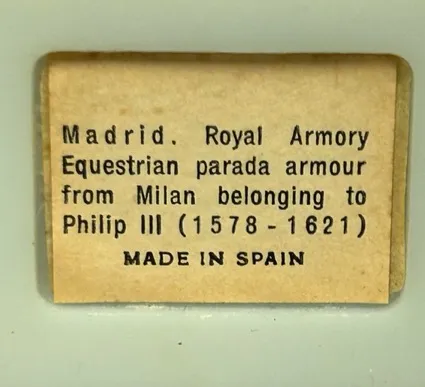 Madrid. Royal Armory
Equestrian parada armour
from Milan belonging to
Philip III (1578-1621)
MADE IN SPAIN